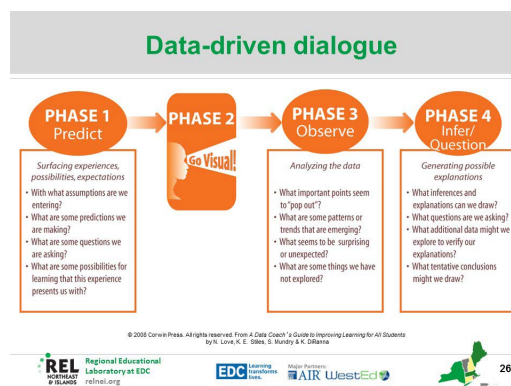 Data-driven dialogue
PHASE 1
Predict
Surfacing experiences,
possibilities, expectations
• With what assumptions are we
entering?
• What are some predictions we
are making?
• What are some questions we
are asking?
• What are some possibilities for
learning that this experience
presents us with?
PHASE 2
Go Visual!
PHASE 3
Observe
Analyzing the data
• What important points seem
to "pop out"?
• What are some patterns or
trends that are emerging?
• What seems to be surprising
or unexpected?
• What are some things we have
not explored?
PHASE 4
Infer/
Question
Generating possible
explanations
• What inferences and
explanations can we draw?
• What questions are we asking?
• What additional data might we
explore to verify our
explanations?
• What tentative conclusions
might we draw?
© 2008 Corwin Press. All rights reserved. From A Data Coach's Guide to Improving Learning for All Students
by N. Love, K. E. Stiles, S. Mundry & K. DiRanna
REL
NORTHEAST
& ISLANDS
Regional Educational
Laboratory at EDC
relnei.org
EDC
Learning
transforms
lives.
Major Partners:
AIR WestEd
26